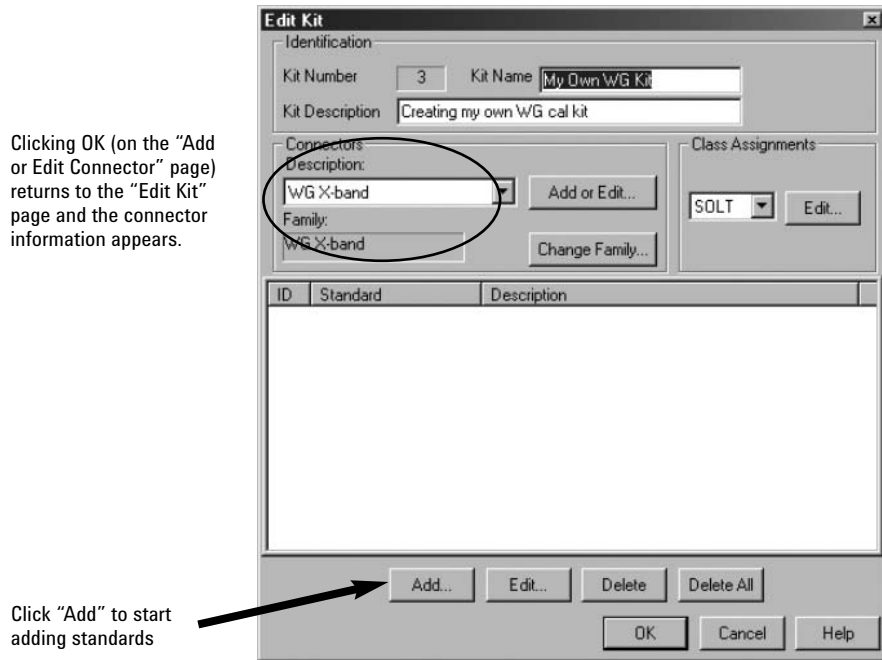 Edit Kit
Identification
Kit Number 3 Kit Name My Own WG Kit
Kit Description Creating my own WG cal kit
Clicking OK (on the “Add
or Edit Connector” page)
returns to the “Edit Kit”
page and the connector
information appears.
Connectors
Description:
WG X-band Add or Edit...
Family:
WG X-band Change Family...
Class Assignments
SOLT Edit...
ID Standard Description
Click “Add” to start
adding standards
Add... Edit... Delete Delete All
OK Cancel Help